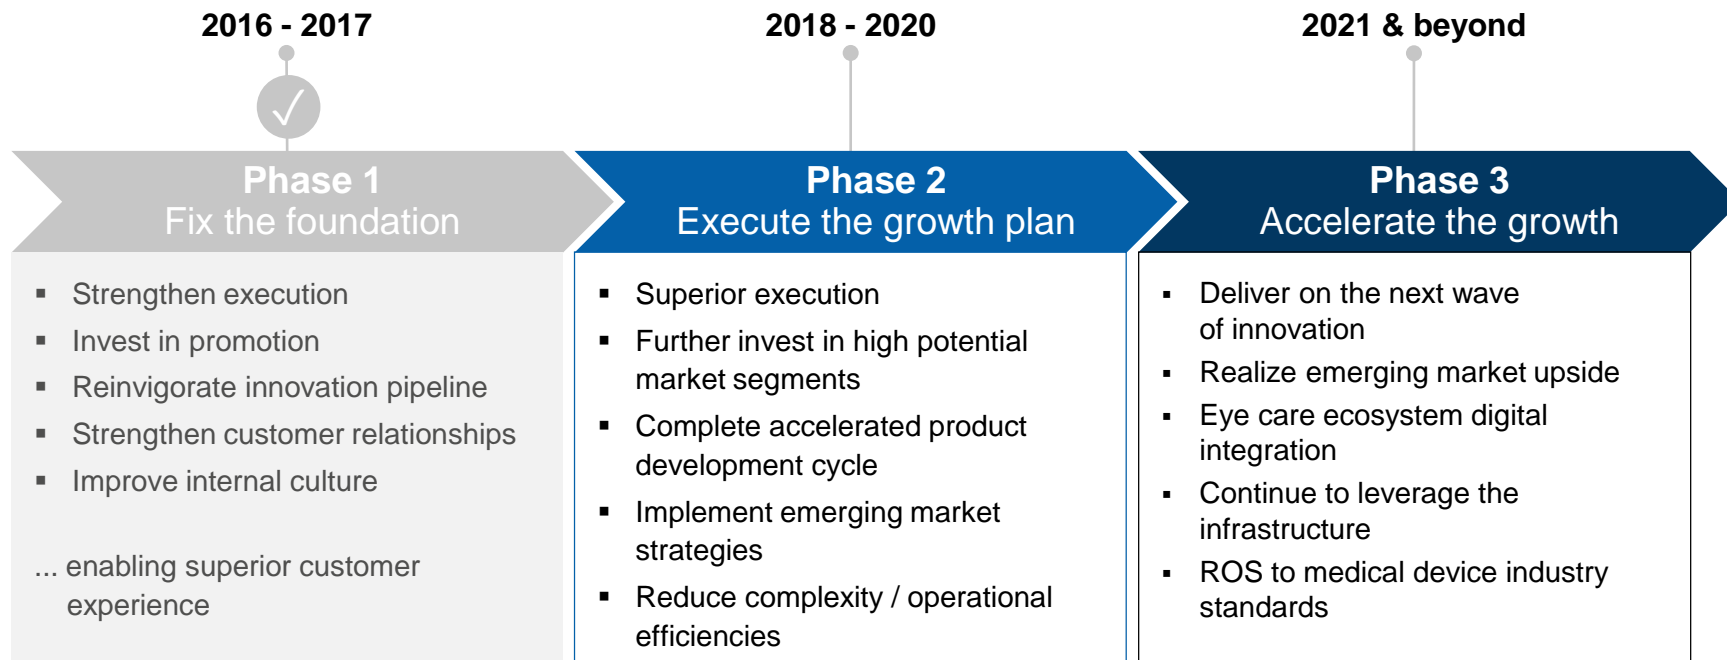 2016 - 2017
2018 - 2020
2021 & beyond
✓
Phase 1
Fix the foundation
Phase 2
Execute the growth plan
Phase 3
Accelerate the growth
▪ Strengthen execution
▪ Invest in promotion
▪ Reinvigorate innovation pipeline
▪ Strengthen customer relationships
▪ Improve internal culture
... enabling superior customer
experience
▪ Superior execution
▪ Further invest in high potential
market segments
▪ Complete accelerated product
development cycle
▪ Implement emerging market
strategies
▪ Reduce complexity / operational
efficiencies
▪ Deliver on the next wave
of innovation
▪ Realize emerging market upside
▪ Eye care ecosystem digital
integration
▪ Continue to leverage the
infrastructure
▪ ROS to medical device industry
standards